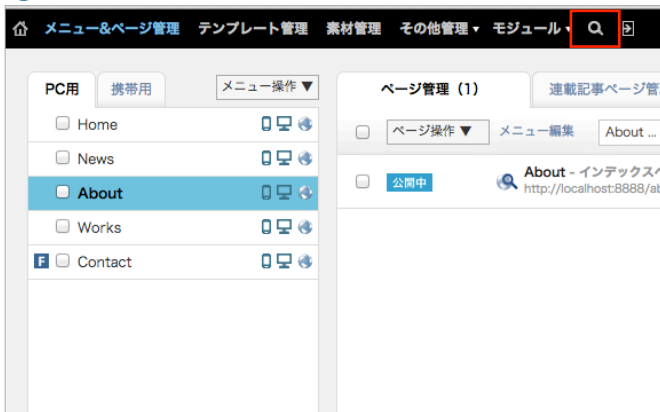 メニュー&ページ管理 テンプレート管理 素材管理 その他管理▼ モジュール▼
PC用 携帯用 メニュー操作 ▼
ページ管理（1） 連載記事ページ管
Home
News
About
Works
F Contact
ページ操作 ▼ メニュー編集 About ...
公開中 About - インデックス
http://localhost:8888/ab